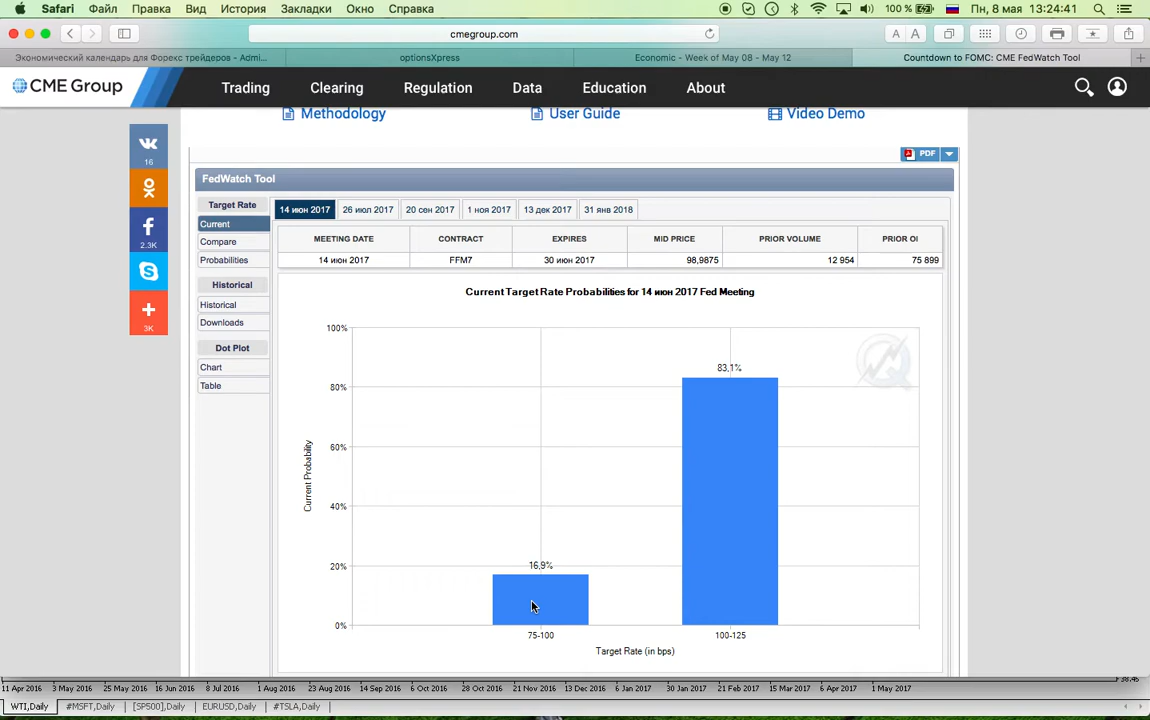 Safari Файл Правка Вид История Закладки Окно Справка 100 % Пн, 8 мая 13:24:41
cmegroup.com A A
Экономический календарь для Форекс трейдеров - Admi... optionsXpress Economic - Week of May 08 - May 12 Countdown to FOMC: CME FedWatch Tool
CME Group Trading Clearing Regulation Data Education About
Methodology User Guide Video Demo
16
2.3K
3K
PDF
FedWatch Tool
Target Rate
Current
Compare
Probabilities
Historical
Historical
Downloads
Dot Plot
Chart
Table
14 июн 2017 26 июл 2017 20 сен 2017 1 ноя 2017 13 дек 2017 31 янв 2018
MEETING DATE CONTRACT EXPIRES MID PRICE PRIOR VOLUME PRIOR OI
14 июн 2017 FFM7 30 июн 2017 98,9875 12 954 75 899
Current Target Rate Probabilities for 14 июн 2017 Fed Meeting
100%
80%
60%
40%
20%
0%
Current Probability
83,1%
16,9%
75-100 100-125
Target Rate (in bps)
38.45
11 Apr 2016 3 May 2016 25 May 2016 16 Jun 2016 8 Jul 2016 1 Aug 2016 23 Aug 2016 14 Sep 2016 6 Oct 2016 28 Oct 2016 21 Nov 2016 13 Dec 2016 6 Jan 2017 30 Jan 2017 21 Feb 2017 15 Mar 2017 6 Apr 2017 1 May 2017
WTI,Daily #MSFT,Daily [SP500],Daily EURUSD,Daily #TSLA,Daily